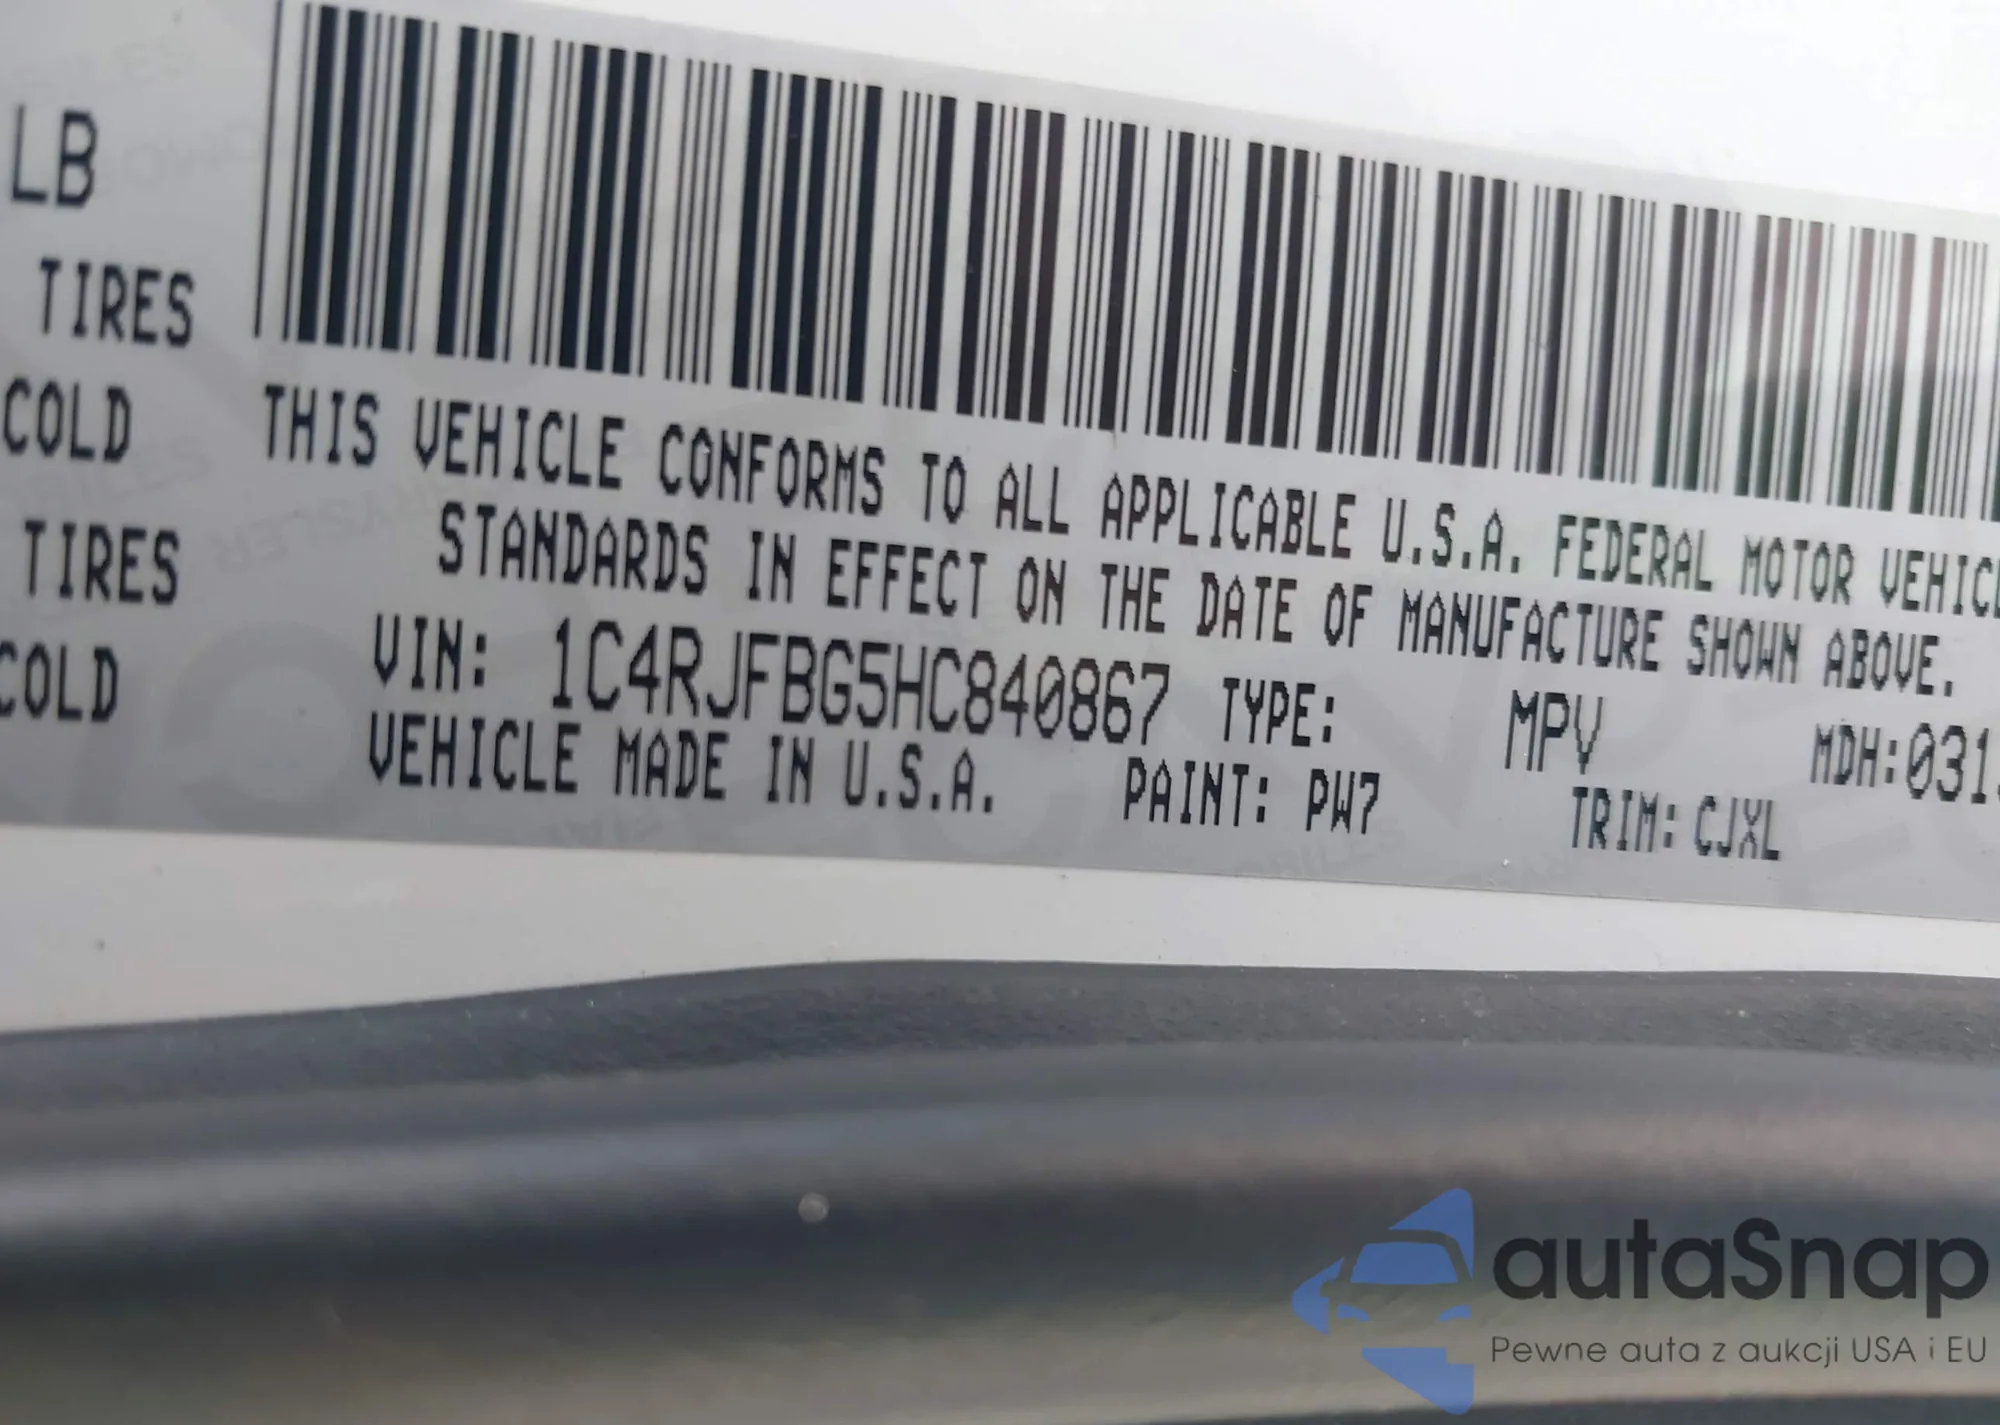 LB
TIRES
COLD
TIRES
COLD
THIS VEHICLE CONFORMS TO ALL APPLICABLE U.S.A. FEDERAL MOTOR VEHICL
STANDARDS IN EFFECT ON THE DATE OF MANUFACTURE SHOWN ABOVE.
VIN: 1C4RJFBG5HC840867 TYPE: MPV MDH:031
VEHICLE MADE IN U.S.A. PAINT: PW7 TRIM: CJXL
autaSnap
Pewne auta z aukcji USA i EU